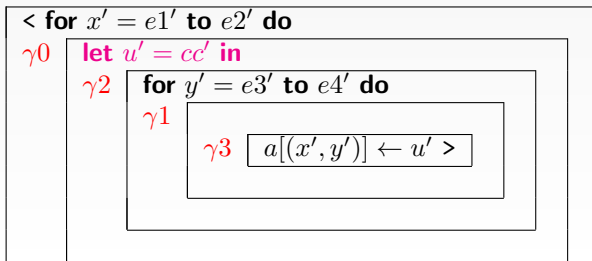 < for x′ = e1′ to e2′ do
γ0 let u′ = cc′ in
γ2 for y′ = e3′ to e4′ do
γ1
γ3 a[(x′, y′)] ← u′ >